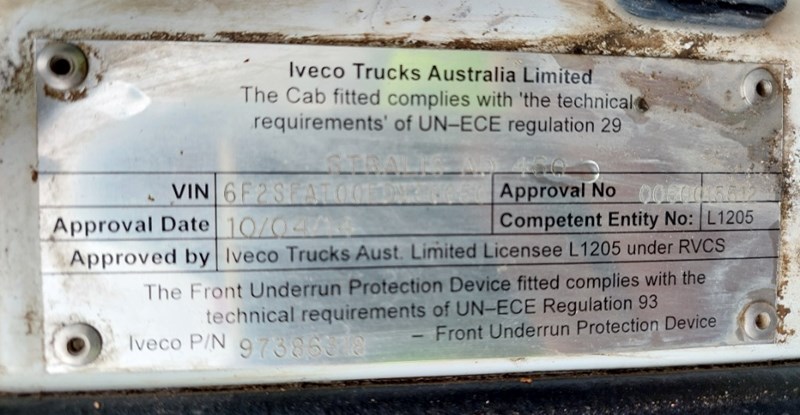 Iveco Trucks Australia Limited
The Cab fitted complies with 'the technical
requirements' of UN–ECE regulation 29
VIN
Approval No
Approval Date
Competent Entity No: L1205
Approved by Iveco Trucks Aust. Limited Licensee L1205 under RVCS
The Front Underrun Protection Device fitted complies with the
technical requirements of UN–ECE Regulation 93
Iveco P/N – Front Underrun Protection Device